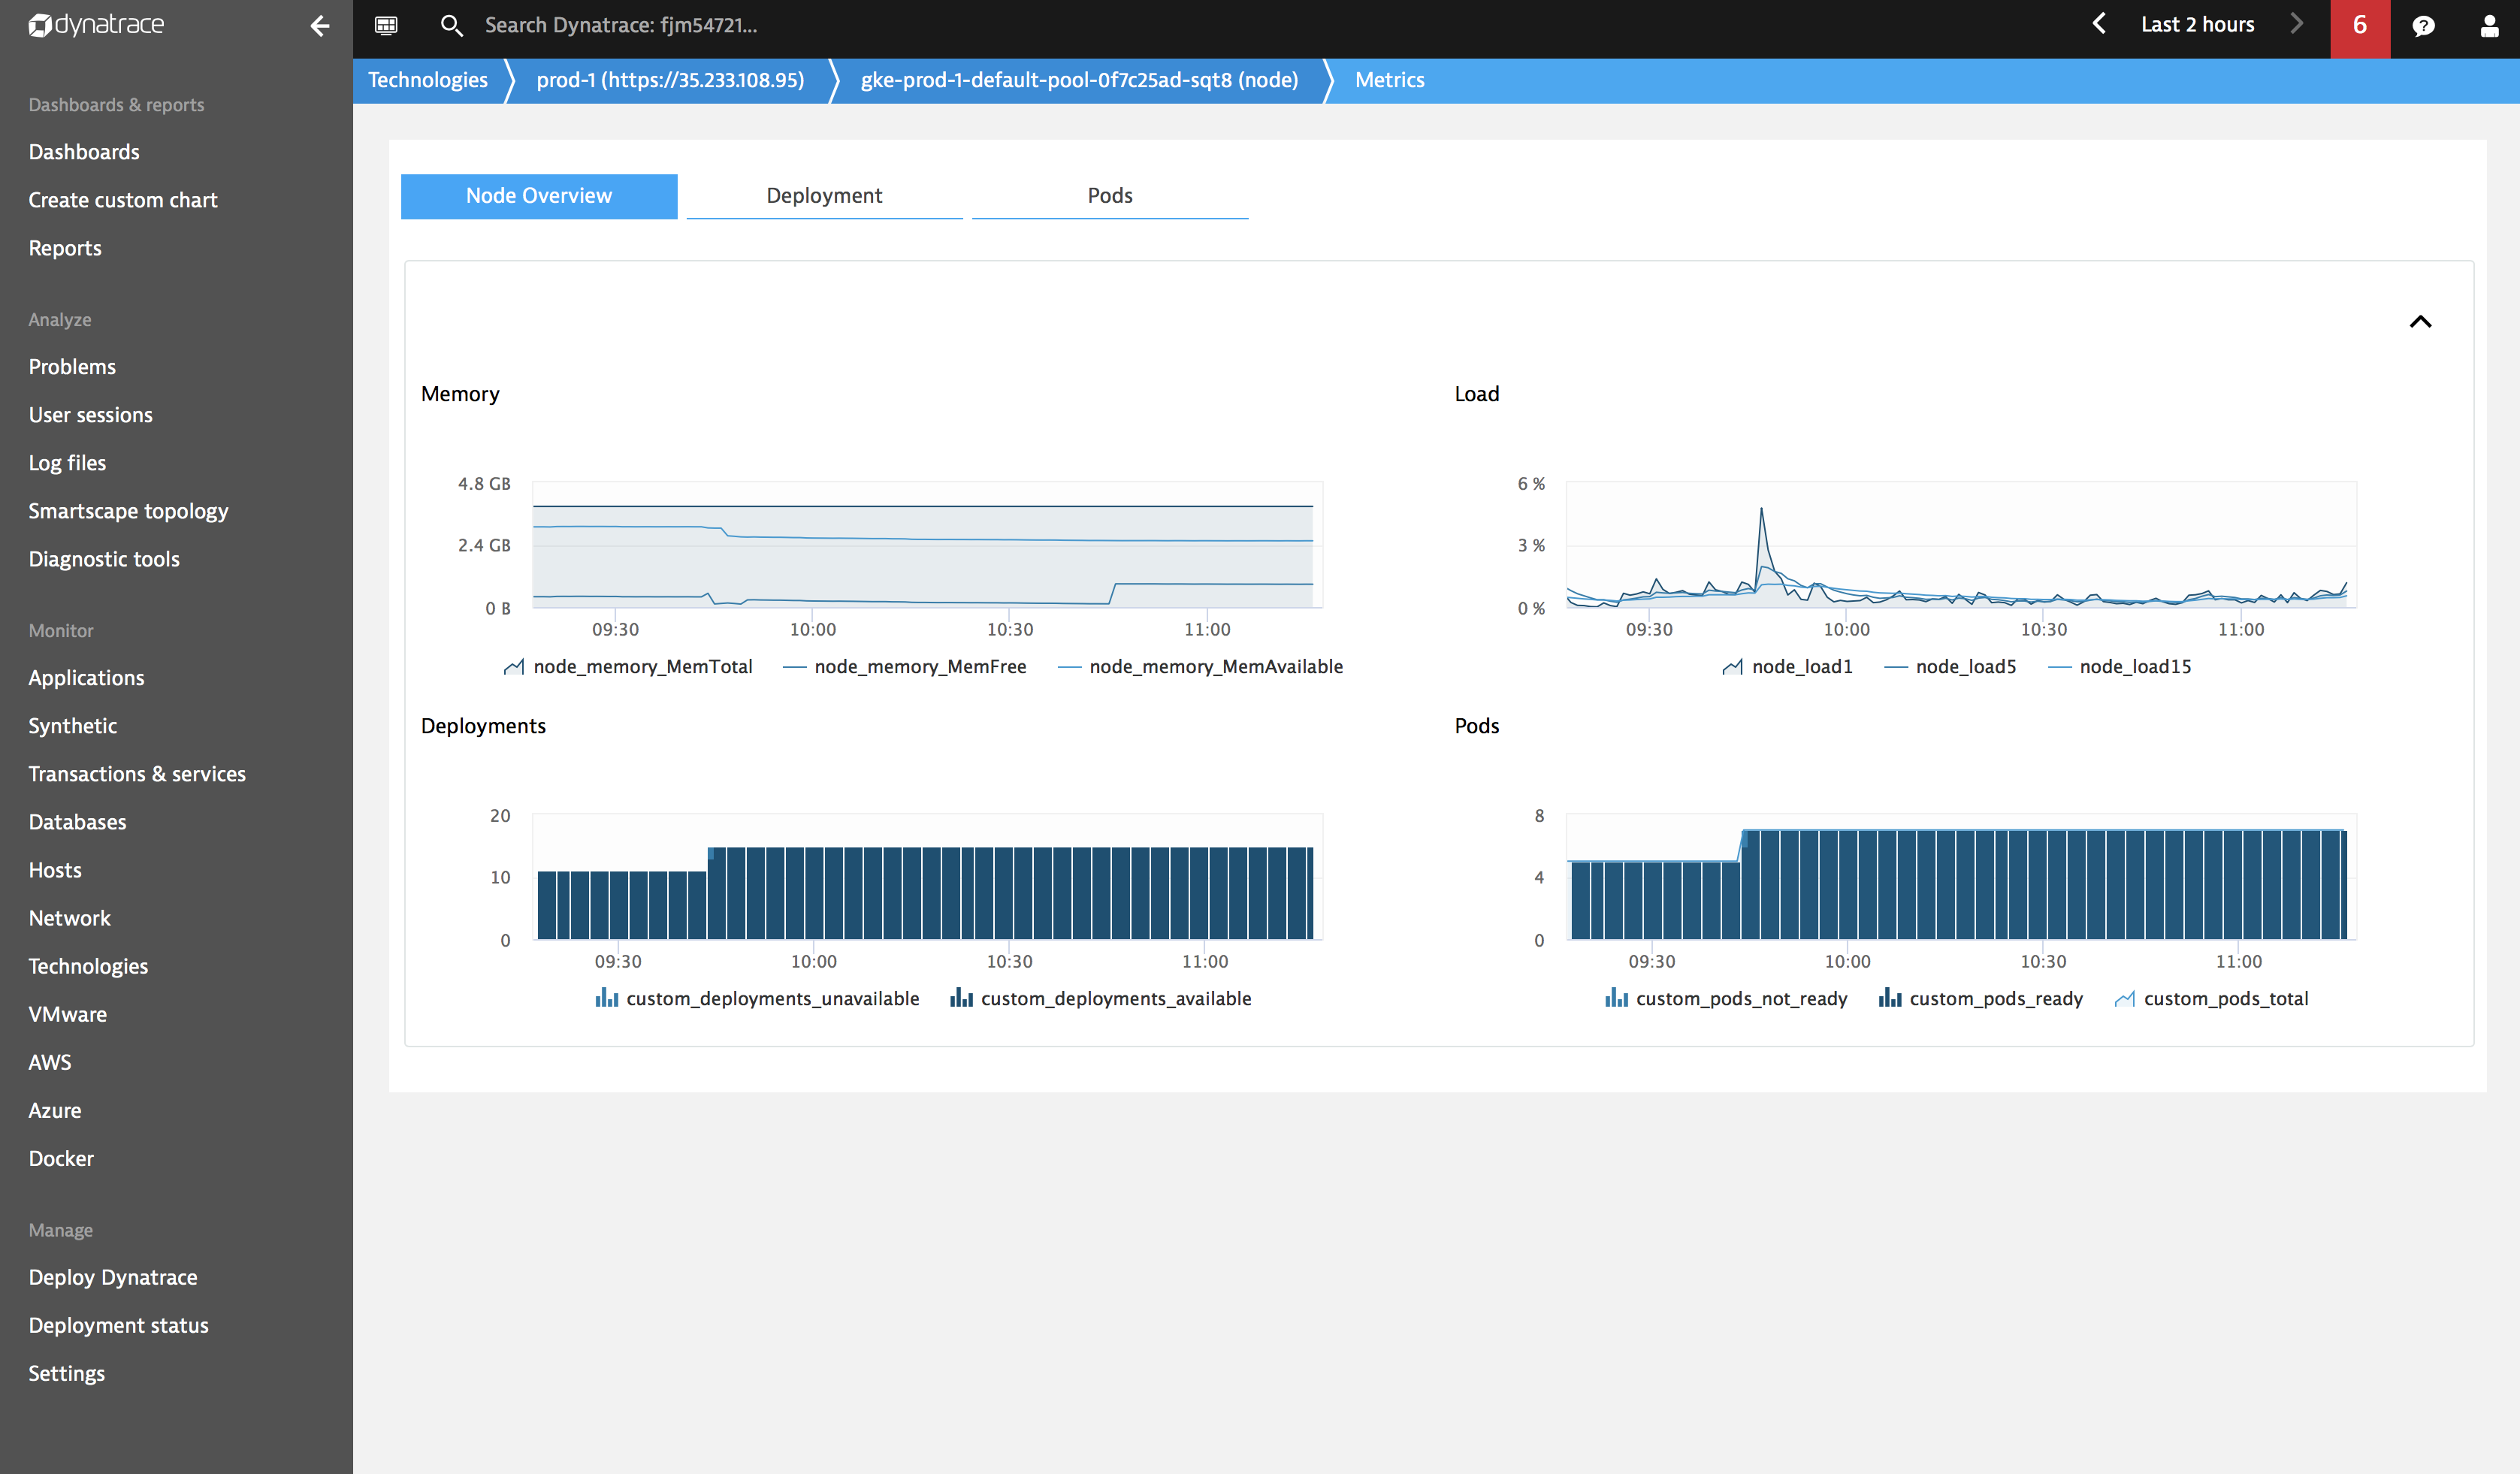 dynatrace
Search Dynatrace: fjm54721...
Last 2 hours
6
Technologies
prod-1 (https://35.233.108.95)
gke-prod-1-default-pool-0f7c25ad-sqt8 (node)
Metrics
Dashboards & reports
Dashboards
Create custom chart
Reports
Analyze
Problems
User sessions
Log files
Smartscape topology
Diagnostic tools
Monitor
Applications
Synthetic
Transactions & services
Databases
Hosts
Network
Technologies
VMware
AWS
Azure
Docker
Manage
Deploy Dynatrace
Deployment status
Settings
Node Overview
Deployment
Pods
Memory
4.8 GB
2.4 GB
0 B
09:30 10:00 10:30 11:00
node_memory_MemTotal node_memory_MemFree node_memory_MemAvailable
Load
6 %
3 %
0 %
09:30 10:00 10:30 11:00
node_load1 node_load5 node_load15
Deployments
20
10
0
09:30 10:00 10:30 11:00
custom_deployments_unavailable custom_deployments_available
Pods
8
4
0
09:30 10:00 10:30 11:00
custom_pods_not_ready custom_pods_ready custom_pods_total